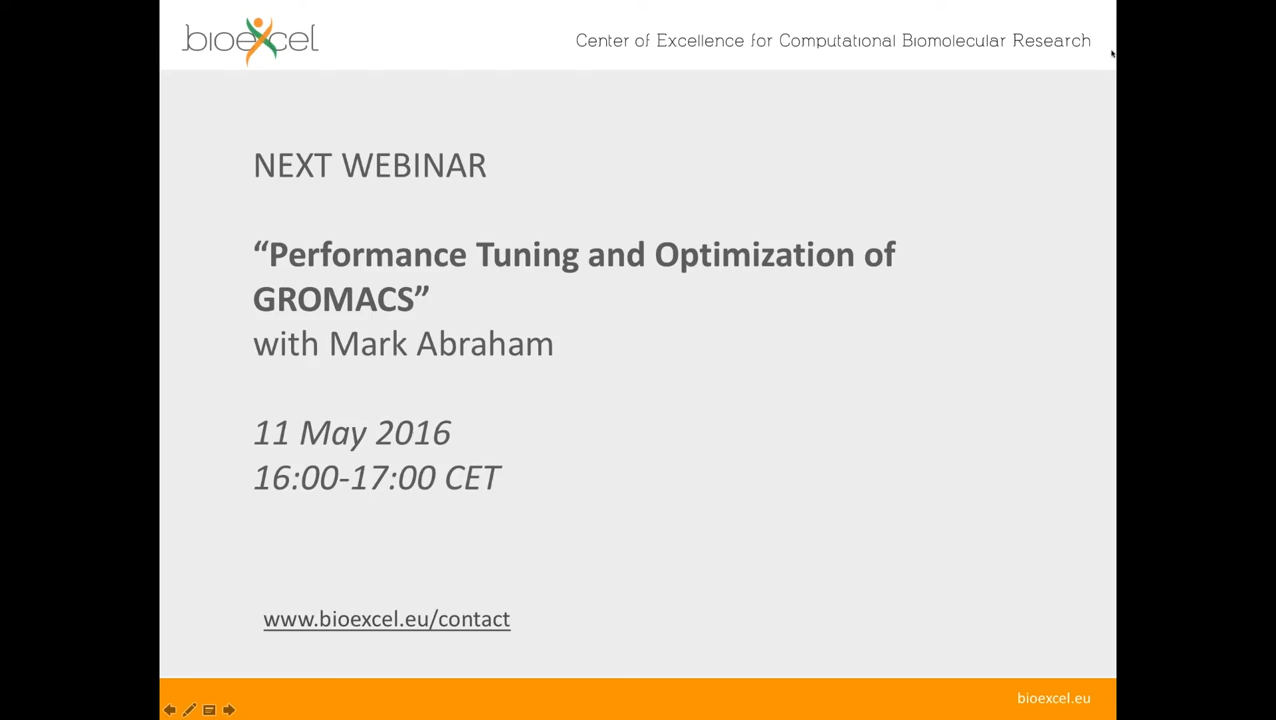 bioexcel
Center of Excellence for Computational Biomolecular Research
NEXT WEBINAR
“Performance Tuning and Optimization of
GROMACS”
with Mark Abraham
11 May 2016
16:00-17:00 CET
www.bioexcel.eu/contact
bioexcel.eu